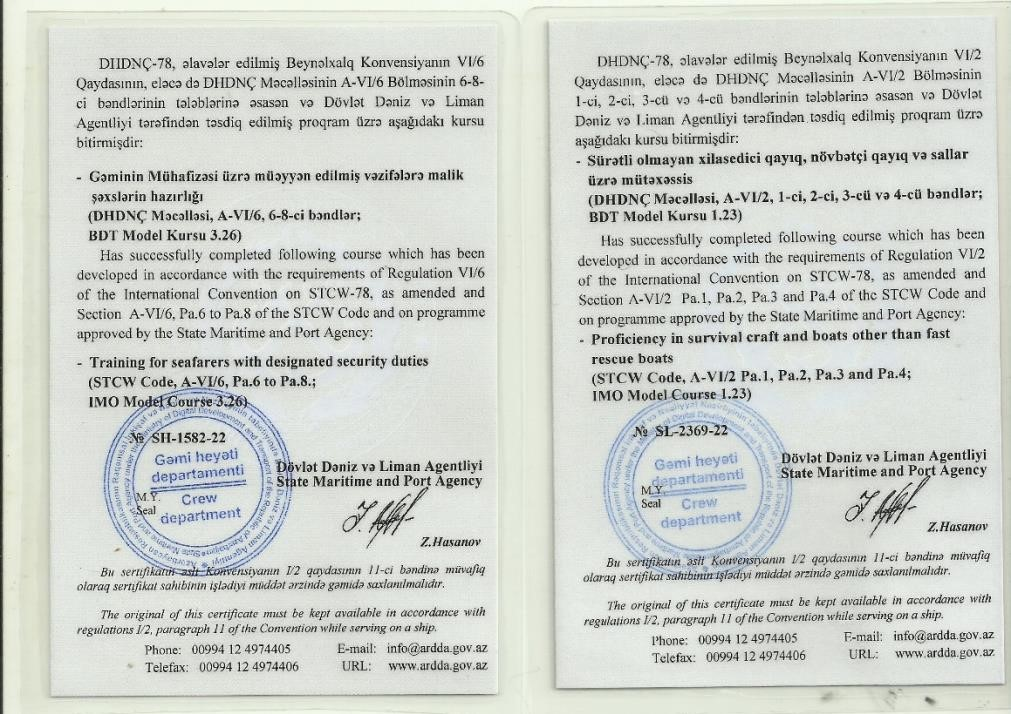 DHDNÇ-78, əlavələr edilmiş Beynəlxalq Konvensiyanın VI/6
Qaydasının, eləcə də DHDNÇ Məcəlləsinin A-VI/6 Bölməsinin 6-8-
ci bəndlərinin tələblərinə əsasən və Dövlət Dəniz və Liman
Agentliyi tərəfindən təsdiq edilmiş proqram üzrə aşağıdakı kursu
bitirmişdir:
- Gəminin Mühafizəsi üzrə müəyyən edilmiş vəzifələrə malik
şəxslərin hazırlığı
(DHDNÇ Məcəlləsi, A-VI/6, 6-8-ci bəndlər;
BDT Model Kursu 3.26)
Has successfully completed following course which has been
developed in accordance with the requirements of Regulation VI/6
of the International Convention on STCW-78, as amended and
Section A-VI/6, Pa.6 to Pa.8 of the STCW Code and on programme
approved by the State Maritime and Port Agency:
- Training for seafarers with designated security duties
(STCW Code, A-VI/6, Pa.6 to Pa.8.;
IMO Model Course 3.26)
№ SH-1582-22
Gəmi heyəti
departamenti
Crew
department
M.Y.
Seal
Dövlət Dəniz və Liman Agentliyi
State Maritime and Port Agency
Z.Hasanov
Bu sertifikatın əsli Konvensiyanın I/2 qaydasının 11-ci bəndinə müvafiq
olaraq sertifikat sahibinin işlədiyi müddət ərzində gəmidə saxlanılmalıdır.
The original of this certificate must be kept available in accordance with
regulations I/2, paragraph 11 of the Convention while serving on a ship.
Phone: 00994 12 4974405 E-mail: info@ardda.gov.az
Telefax: 00994 12 4974406 URL: www.ardda.gov.az
DHDNÇ-78, əlavələr edilmiş Beynəlxalq Konvensiyanın VI/2
Qaydasının, eləcə də DHDNÇ Məcəlləsinin A-VI/2 Bölməsinin
1-ci, 2-ci, 3-cü və 4-cü bəndlərinin tələblərinə əsasən və Dövlət
Dəniz və Liman Agentliyi tərəfindən təsdiq edilmiş proqram üzrə
aşağıdakı kursu bitirmişdir:
- Sürətli olmayan xilasedici qayıq, növbətçi qayıq və sallar
üzrə mütəxəssis
(DHDNÇ Məcəlləsi, A-VI/2, 1-ci, 2-ci, 3-cü və 4-cü bəndlər;
BDT Model Kursu 1.23)
Has successfully completed following course which has been
developed in accordance with the requirements of Regulation VI/2
of the International Convention on STCW-78, as amended and
Section A-VI/2 Pa.1, Pa.2, Pa.3 and Pa.4 of the STCW Code and
on programme approved by the State Maritime and Port Agency:
- Proficiency in survival craft and boats other than fast
rescue boats
(STCW Code, A-VI/2 Pa.1, Pa.2, Pa.3 and Pa.4;
IMO Model Course 1.23)
№ SL-2369-22
Gəmi heyəti
departamenti
Crew
department
M.Y.
Seal
Dövlət Dəniz və Liman Agentliyi
State Maritime and Port Agency
Z.Hasanov
Bu sertifikatın əsli Konvensiyanın I/2 qaydasının 11-ci bəndinə müvafiq
olaraq sertifikat sahibinin işlədiyi müddət ərzində gəmidə saxlanılmalıdır.
The original of this certificate must be kept available in accordance with
regulations I/2, paragraph 11 of the Convention while serving on a ship.
Phone: 00994 12 4974405 E-mail: info@ardda.gov.az
Telefax: 00994 12 4974406 URL: www.ardda.gov.az